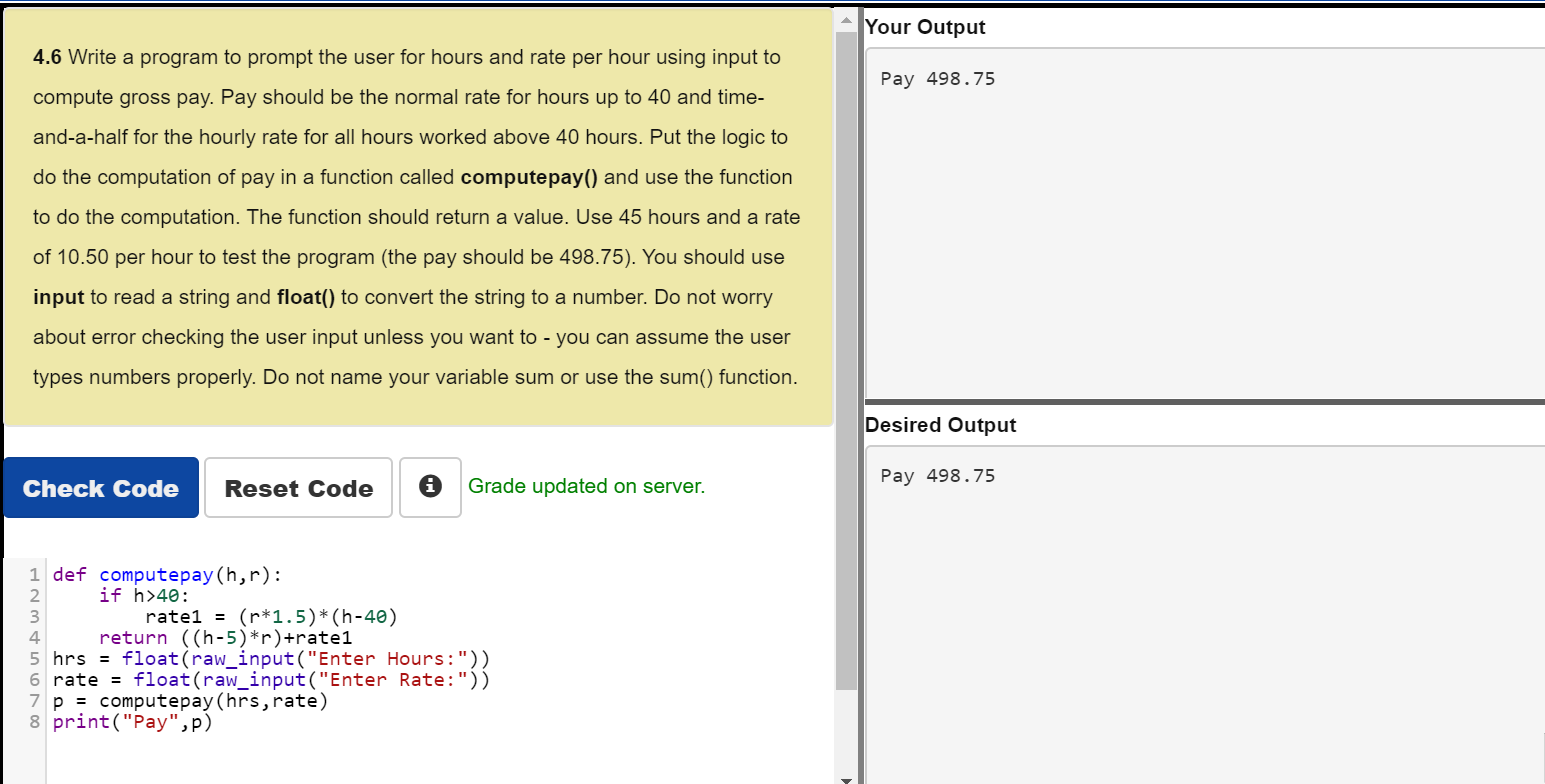 4.6 Write a program to prompt the user for hours and rate per hour using input to
compute gross pay. Pay should be the normal rate for hours up to 40 and time-
and-a-half for the hourly rate for all hours worked above 40 hours. Put the logic to
do the computation of pay in a function called computepay() and use the function
to do the computation. The function should return a value. Use 45 hours and a rate
of 10.50 per hour to test the program (the pay should be 498.75). You should use
input to read a string and float() to convert the string to a number. Do not worry
about error checking the user input unless you want to - you can assume the user
types numbers properly. Do not name your variable sum or use the sum() function.
Check Code
Reset Code
Grade updated on server.
1 def computepay(h,r):
2     if h>40:
3         rate1 = (r*1.5)*(h-40)
4     return ((h-5)*r)+rate1
5 hrs = float(raw_input("Enter Hours:"))
6 rate = float(raw_input("Enter Rate:"))
7 p = computepay(hrs,rate)
8 print("Pay",p)
Your Output
Pay 498.75
Desired Output
Pay 498.75